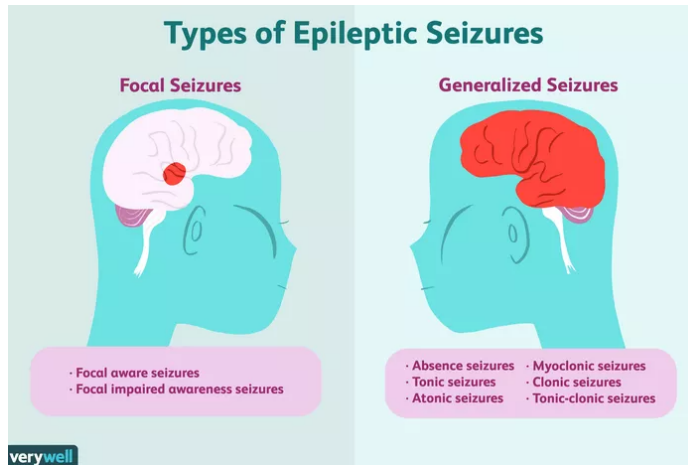 Types of Epileptic Seizures
Focal Seizures
· Focal aware seizures
· Focal impaired awareness seizures
Generalized Seizures
· Absence seizures
· Tonic seizures
· Atonic seizures
· Myoclonic seizures
· Clonic seizures
· Tonic-clonic seizures
verywell